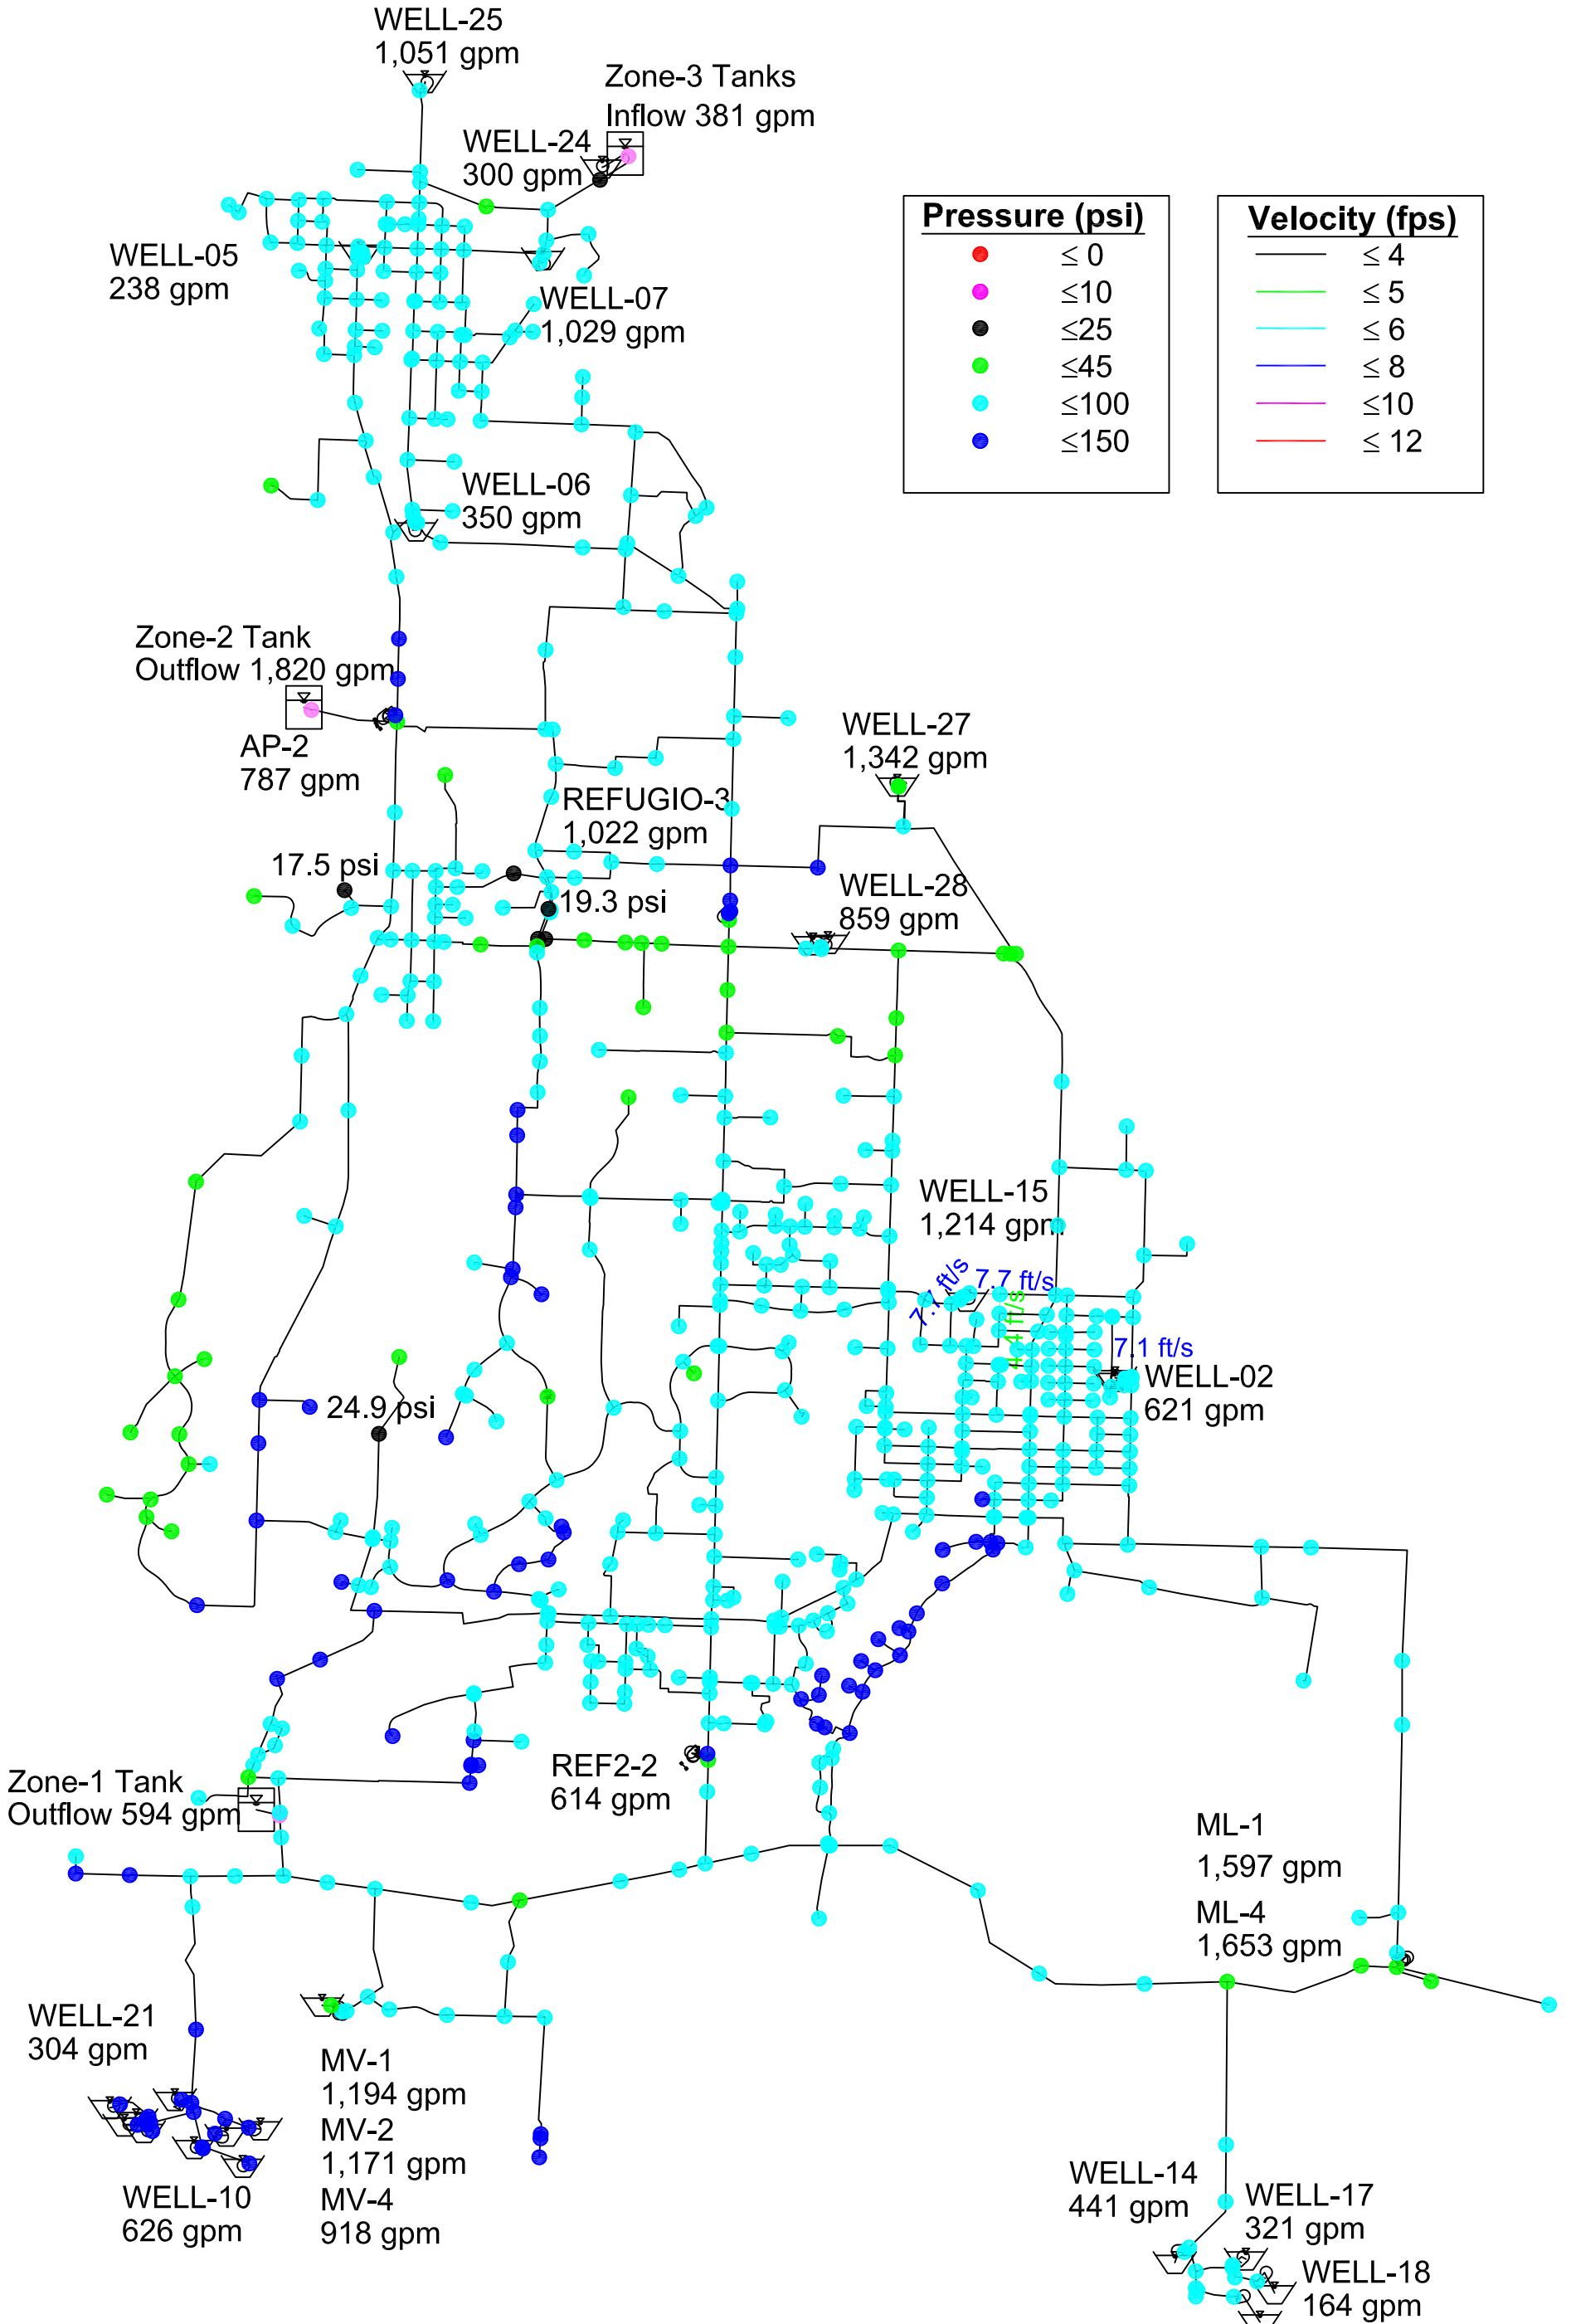 WELL-25
1,051 gpm
Zone-3 Tanks
Inflow 381 gpm
WELL-24
300 gpm
Pressure (psi)
≤ 0
≤10
≤25
≤45
≤100
≤150
Velocity (fps)
≤ 4
≤ 5
≤ 6
≤ 8
≤10
≤ 12
WELL-05
238 gpm
WELL-07
1,029 gpm
WELL-06
350 gpm
Zone-2 Tank
Outflow 1,820 gpm
AP-2
787 gpm
WELL-27
1,342 gpm
REFUGIO-3
1,022 gpm
17.5 psi
19.3 psi
WELL-28
859 gpm
WELL-15
1,214 gpm
7.7 ft/s
7.7 ft/s
4.4 ft/s
7.1 ft/s
WELL-02
621 gpm
24.9 psi
REF2-2
614 gpm
Zone-1 Tank
Outflow 594 gpm
ML-1
1,597 gpm
ML-4
1,653 gpm
WELL-21
304 gpm
MV-1
1,194 gpm
MV-2
1,171 gpm
MV-4
918 gpm
WELL-10
626 gpm
WELL-14
441 gpm
WELL-17
321 gpm
WELL-18
164 gpm